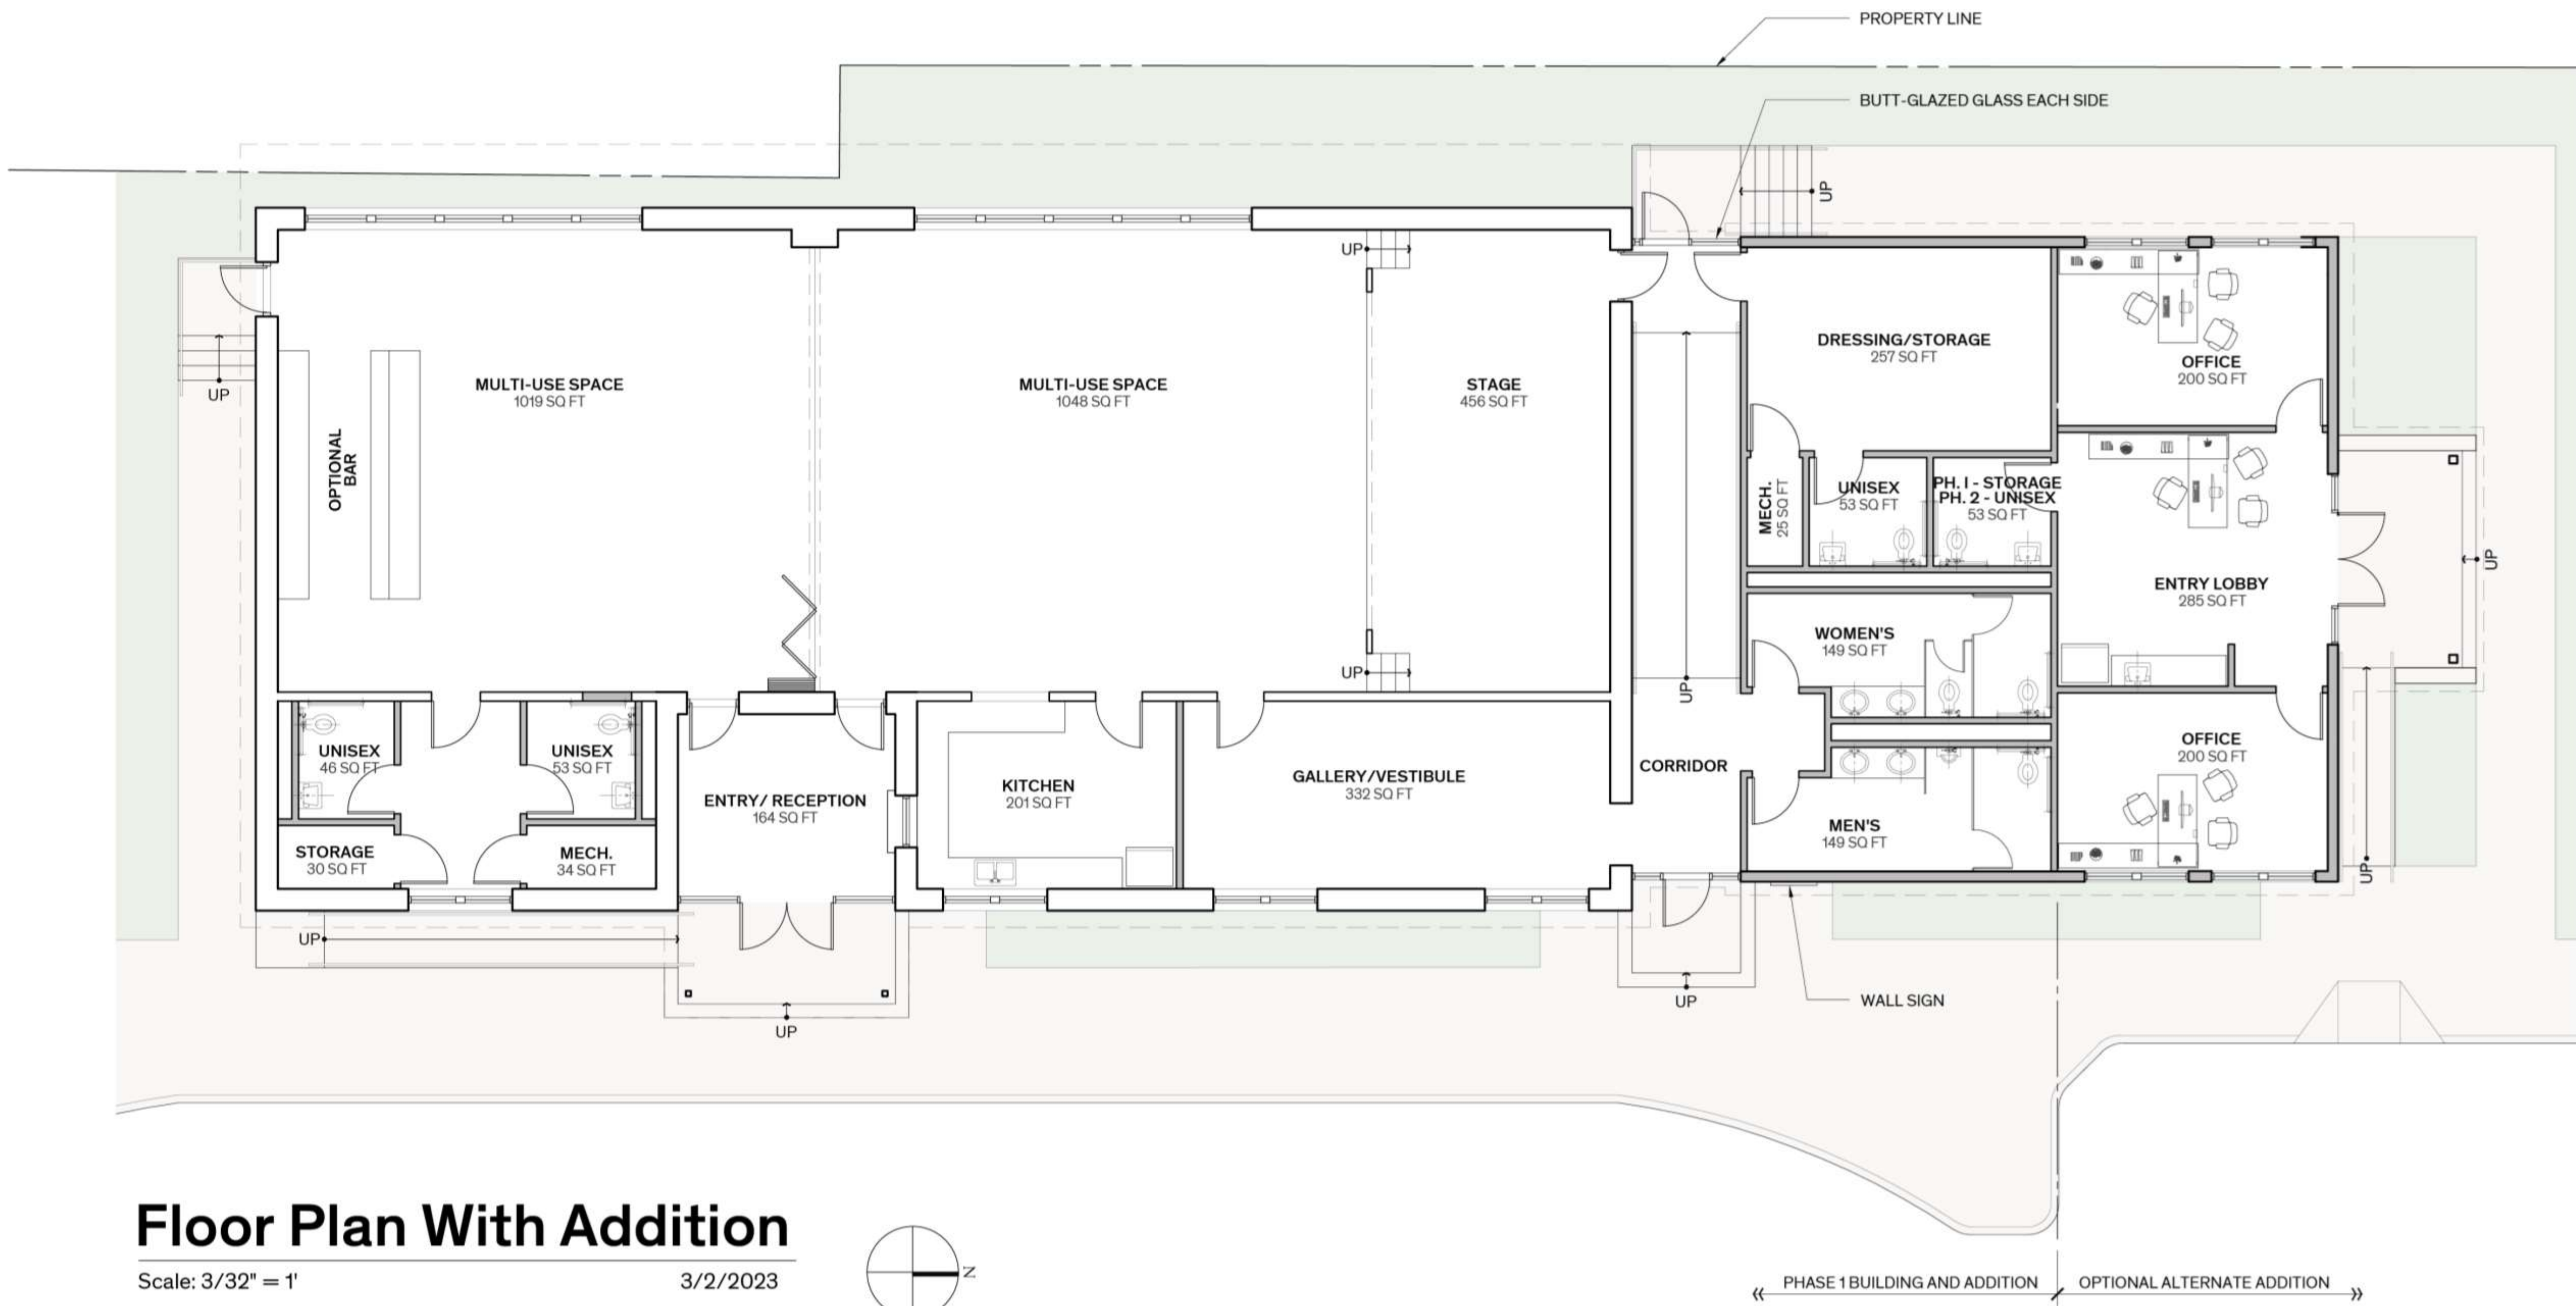 PROPERTY LINE
BUTT-GLAZED GLASS EACH SIDE
UP
UP
UP
MULTI-USE SPACE
1019 SQ FT
MULTI-USE SPACE
1048 SQ FT
STAGE
456 SQ FT
DRESSING/STORAGE
257 SQ FT
OFFICE
200 SQ FT
OPTIONAL
BAR
MECH.
25 SQ FT
UNISEX
53 SQ FT
PH. I - STORAGE
PH. 2 - UNISEX
53 SQ FT
UP
ENTRY LOBBY
285 SQ FT
WOMEN'S
149 SQ FT
UP
UP
UNISEX
46 SQ FT
UNISEX
53 SQ FT
ENTRY/ RECEPTION
164 SQ FT
KITCHEN
201 SQ FT
GALLERY/VESTIBULE
332 SQ FT
CORRIDOR
OFFICE
200 SQ FT
MEN'S
149 SQ FT
STORAGE
30 SQ FT
MECH.
34 SQ FT
UP
UP
UP
UP
WALL SIGN
Floor Plan With Addition
Scale: 3/32" = 1'
3/2/2023
N
PHASE 1 BUILDING AND ADDITION
OPTIONAL ALTERNATE ADDITION